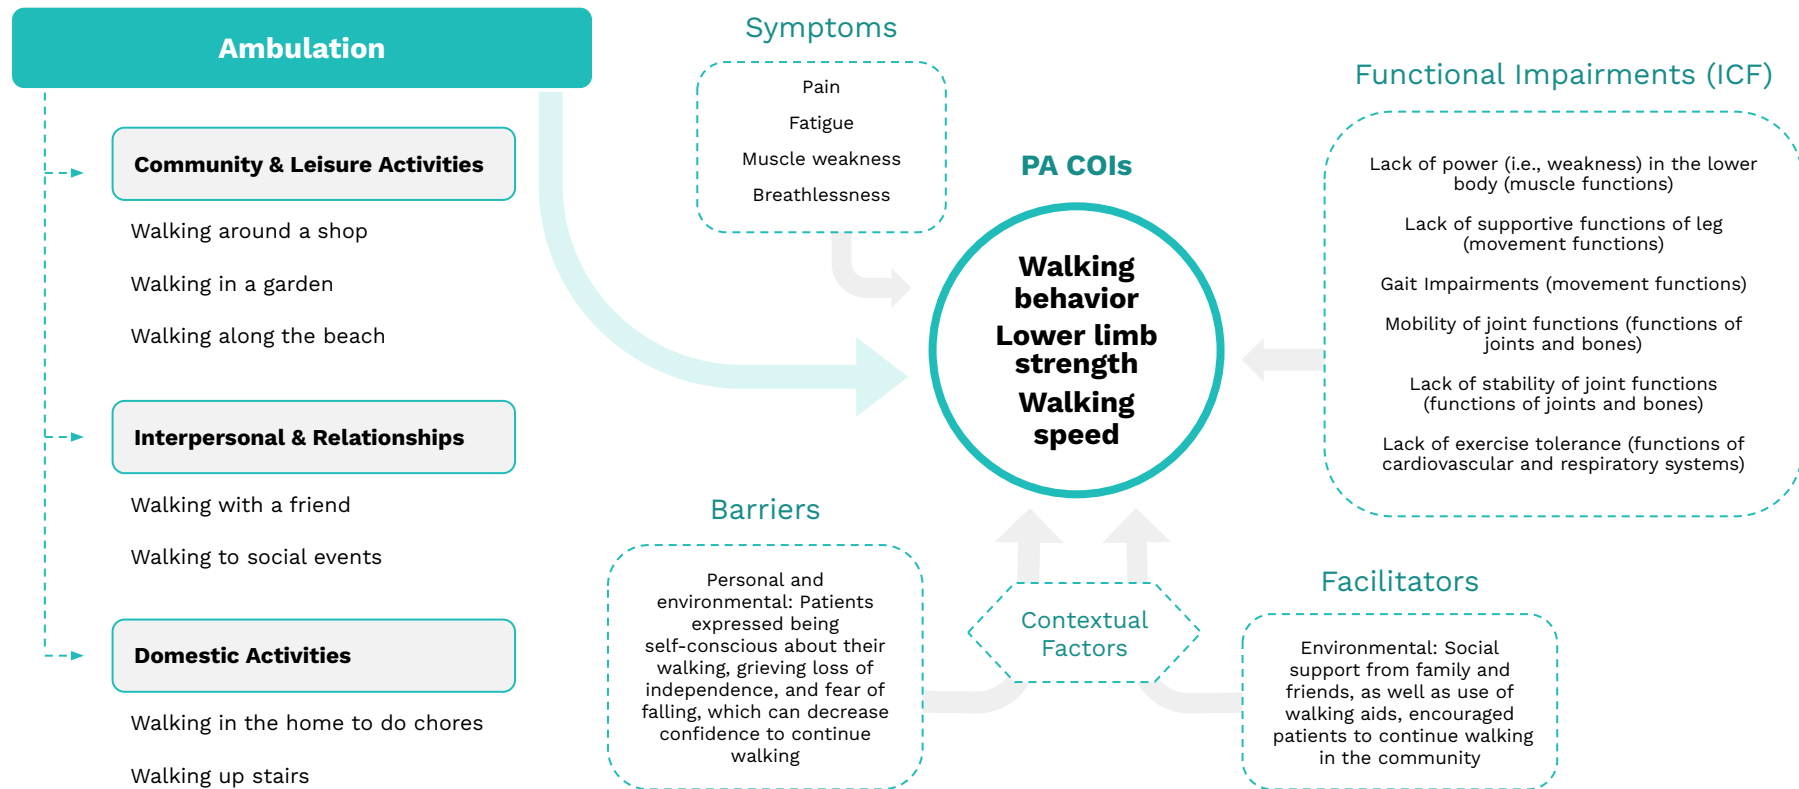 Ambulation
Community & Leisure Activities
Walking around a shop
Walking in a garden
Walking along the beach
Interpersonal & Relationships
Walking with a friend
Walking to social events
Domestic Activities
Walking in the home to do chores
Walking up stairs
Symptoms
Pain
Fatigue
Muscle weakness
Breathlessness
PA COIs
Walking
behavior
Lower limb
strength
Walking
speed
Functional Impairments (ICF)
Lack of power (i.e., weakness) in the lower
body (muscle functions)
Lack of supportive functions of leg
(movement functions)
Gait Impairments (movement functions)
Mobility of joint functions (functions of
joints and bones)
Lack of stability of joint functions
(functions of joints and bones)
Lack of exercise tolerance (functions of
cardiovascular and respiratory systems)
Barriers
Personal and
environmental: Patients
expressed being
self-conscious about their
walking, grieving loss of
independence, and fear of
falling, which can decrease
confidence to continue
walking
Contextual
Factors
Facilitators
Environmental: Social
support from family and
friends, as well as use of
walking aids, encouraged
patients to continue walking
in the community